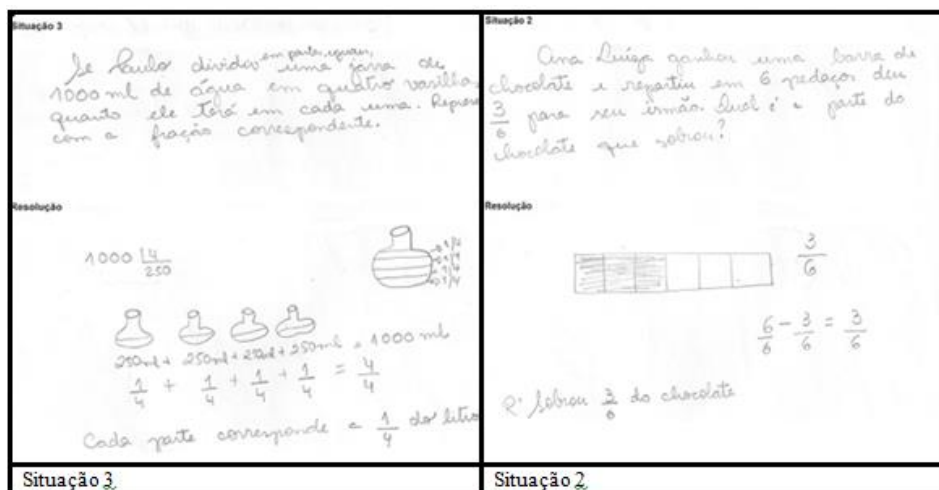 Situação 3
Se Paulo dividir em partes iguais, uma jarra de
1000 ml de água em quatro vasilha
quanto ele terá em cada uma. Represe
com a fração correspondente.
Resolução
1000 4
250
1/4
1/4
1/4
1/4
250ml + 250ml + 250ml + 250ml = 1000 ml
1/4 + 1/4 + 1/4 + 1/4 = 4/4
Cada parte corresponde a 1/4 do litro
Situação 3
Situação 2
Ana Luiza ganhou uma barra de
chocolate e repartiu em 6 pedaços deu
3/6 para seu irmão. Qual é a parte do
chocolate que sobrou?
Resolução
3/6
6/6 - 3/6 = 3/6
R: Sobrou 3/6 do chocolate
Situação 2